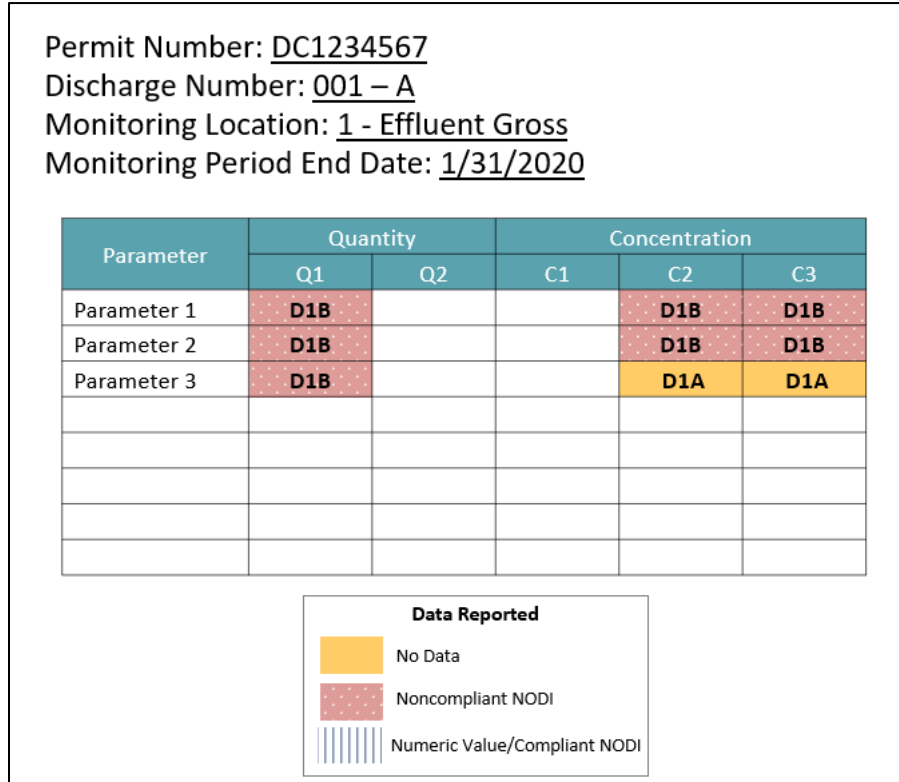 Permit Number: DC1234567
Discharge Number: 001 – A
Monitoring Location: 1 - Effluent Gross
Monitoring Period End Date: 1/31/2020
Parameter Quantity Concentration
Q1 Q2 C1 C2 C3
Parameter 1 D1B D1B D1B
Parameter 2 D1B D1B D1B
Parameter 3 D1B D1A D1A
Data Reported
No Data
Noncompliant NODI
Numeric Value/Compliant NODI